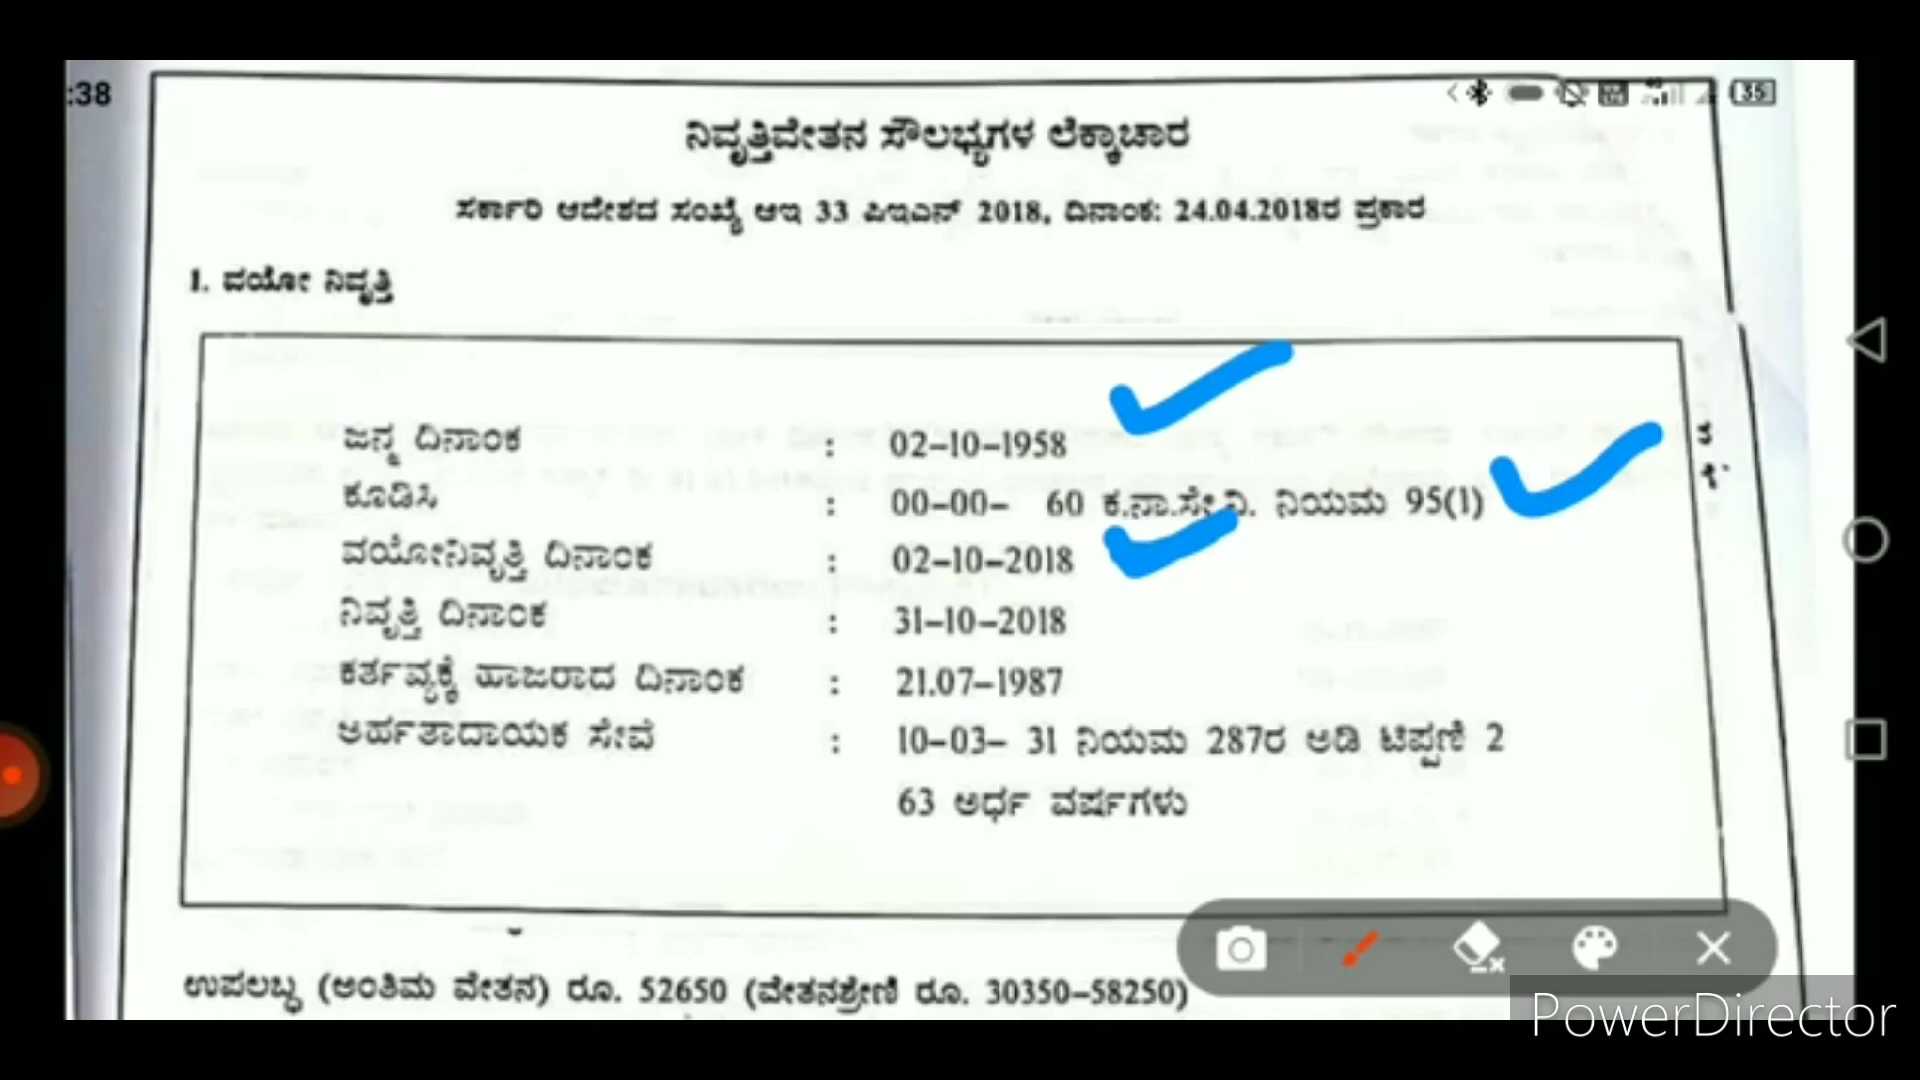 :38
35
ನಿವೃತ್ತಿವೇತನ ಸೌಲಭ್ಯಗಳ ಲೆಕ್ಕಾಚಾರ
ಸರ್ಕಾರಿ ಆದೇಶದ ಸಂಖ್ಯೆ ಆಇ 33 ಪಿಇಎನ್ 2018, ದಿನಾಂಕ: 24.04.2018ರ ಪ್ರಕಾರ
1. ವಯೋ ನಿವೃತ್ತಿ
ಜನ್ಮ ದಿನಾಂಕ : 02-10-1958
ಕೂಡಿಸಿ : 00-00- 60 ಕ.ನಾ.ಸೇ.ನಿ. ನಿಯಮ 95(1)
ವಯೋನಿವೃತ್ತಿ ದಿನಾಂಕ : 02-10-2018
ನಿವೃತ್ತಿ ದಿನಾಂಕ : 31-10-2018
ಕರ್ತವ್ಯಕ್ಕೆ ಹಾಜರಾದ ದಿನಾಂಕ : 21.07-1987
ಅರ್ಹತಾದಾಯಕ ಸೇವೆ : 10-03- 31 ನಿಯಮ 287ರ ಅಡಿ ಟಿಪ್ಪಣಿ 2
63 ಅರ್ಧ ವರ್ಷಗಳು
ಉಪಲಬ್ಧ (ಅಂತಿಮ ವೇತನ) ರೂ. 52650 (ವೇತನಶ್ರೇಣಿ ರೂ. 30350-58250)
PowerDirector